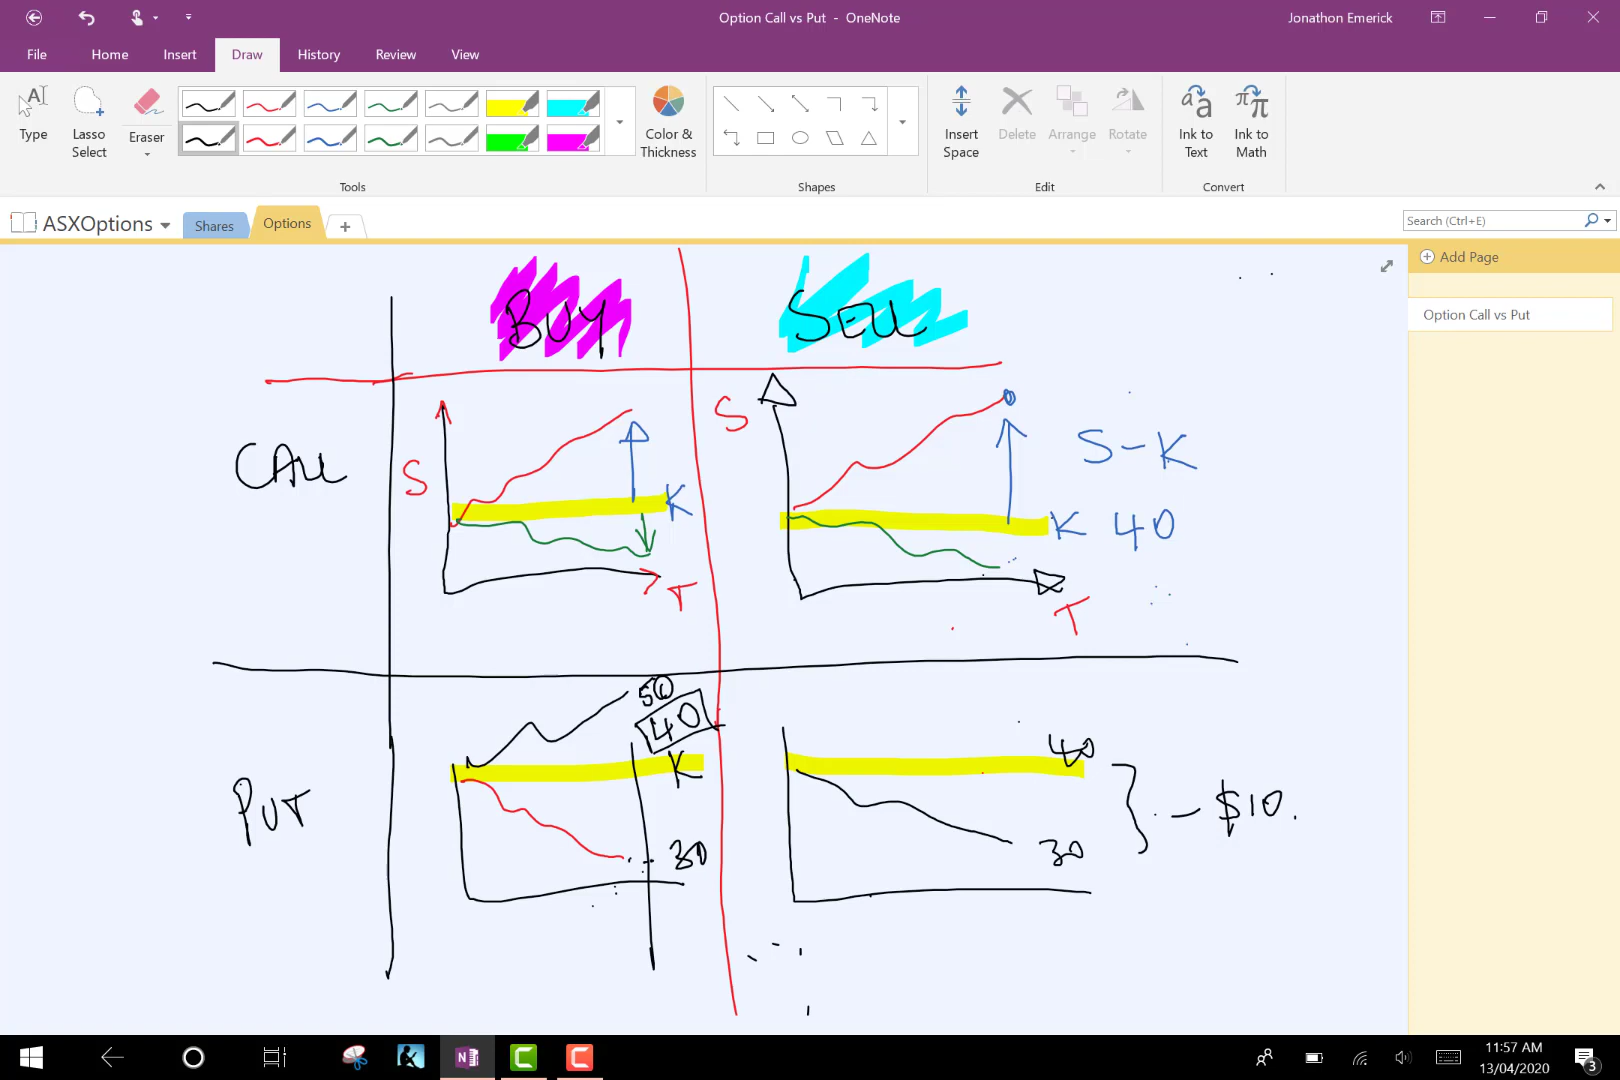 Option Call vs Put - OneNote
Jonathon Emerick
File Home Insert Draw History Review View
Type
Lasso Select
Eraser
Color & Thickness
Insert Space
Delete
Arrange
Rotate
Ink to Text
Ink to Math
Tools
Shapes
Edit
Convert
ASXOptions
Shares
Options
Search (Ctrl+E)
Add Page
Option Call vs Put
BUY
SELL
CALL
S
K
T
S
S-K
K 40
T
PUT
50
40
K
30
40
30
- $10.
11:57 AM
13/04/2020
3